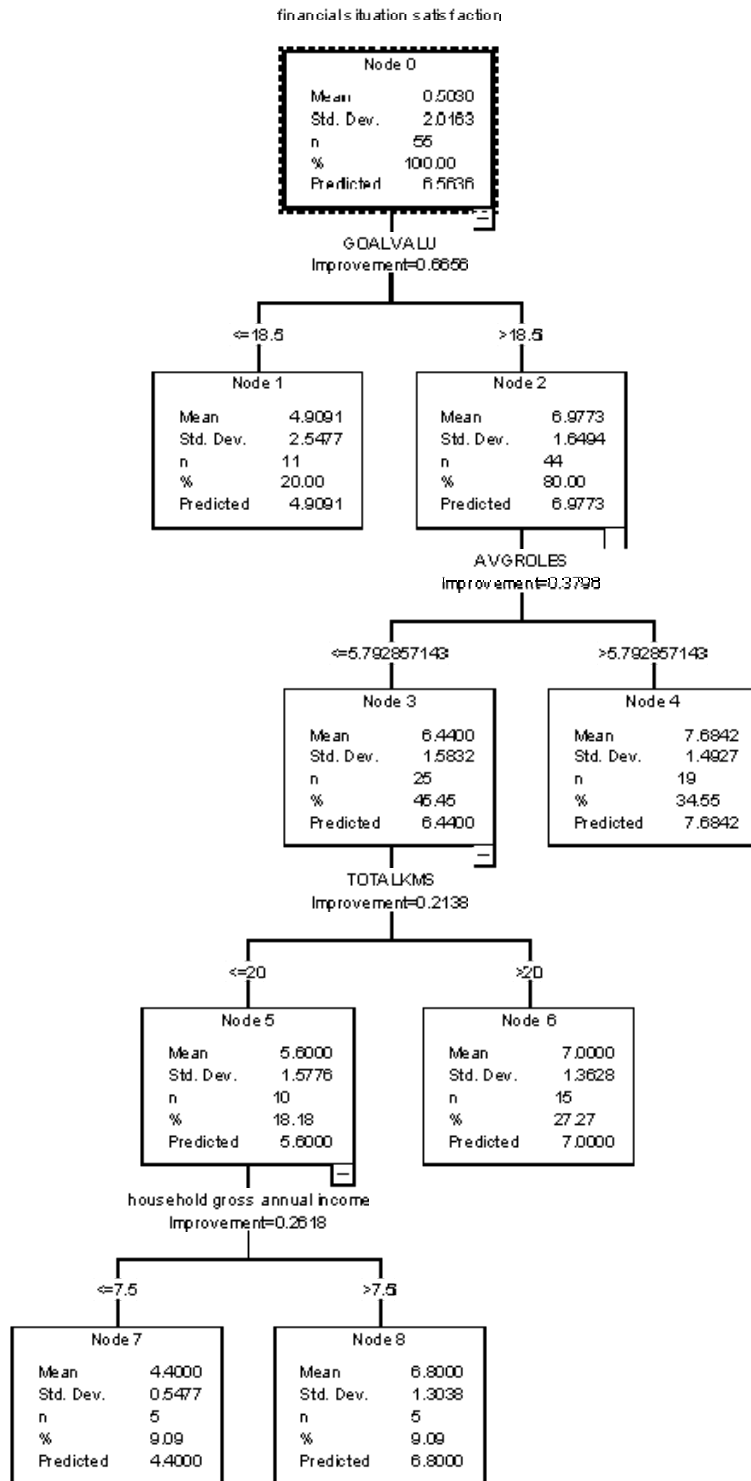 financial situation satisfaction
Node 0
Mean 0.5030
Std. Dev. 2.0163
n 55
% 100.00
Predicted 6.5636
GOALVALU
Improvement=0.6656
<=18.5 >18.5
Node 1
Mean 4.9091
Std. Dev. 2.5477
n 11
% 20.00
Predicted 4.9091
Node 2
Mean 6.9773
Std. Dev. 1.6494
n 44
% 80.00
Predicted 6.9773
AVGROLES
Improvement=0.3796
<=5.792857143 >5.792857143
Node 3
Mean 6.4400
Std. Dev. 1.5832
n 25
% 45.45
Predicted 6.4400
Node 4
Mean 7.6842
Std. Dev. 1.4927
n 19
% 34.55
Predicted 7.6842
TOTALKMS
Improvement=0.2138
<=20 >20
Node 5
Mean 5.6000
Std. Dev. 1.5776
n 10
% 18.18
Predicted 5.6000
Node 6
Mean 7.0000
Std. Dev. 1.3628
n 15
% 27.27
Predicted 7.0000
household gross annual income
Improvement=0.2618
<=7.5 >7.5
Node 7
Mean 4.4000
Std. Dev. 0.5477
n 5
% 9.09
Predicted 4.4000
Node 8
Mean 6.8000
Std. Dev. 1.3038
n 5
% 9.09
Predicted 6.8000